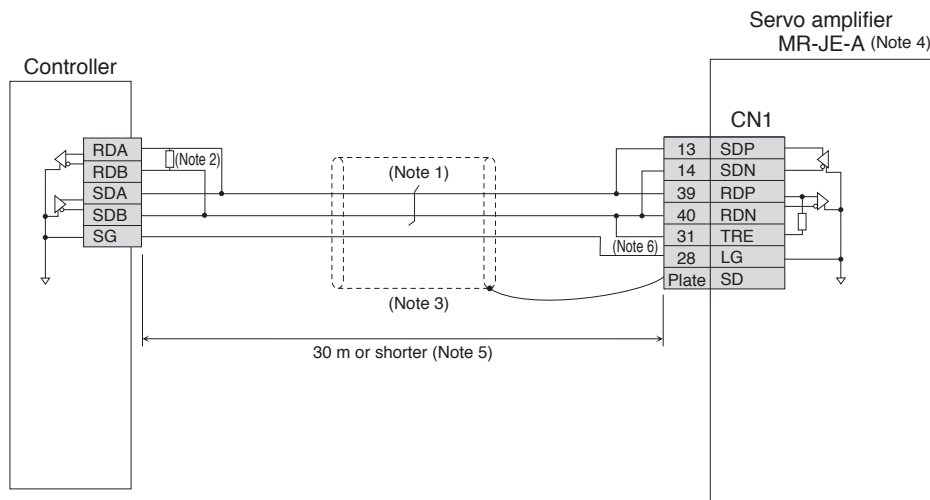 Servo amplifier
MR-JE-A (Note 4)
Controller
CN1
RDA
RDB
SDA
SDB
SG
(Note 2)
(Note 1)
(Note 3)
(Note 6)
13 SDP
14 SDN
39 RDP
40 RDN
31 TRE
28 LG
Plate SD
30 m or shorter (Note 5)